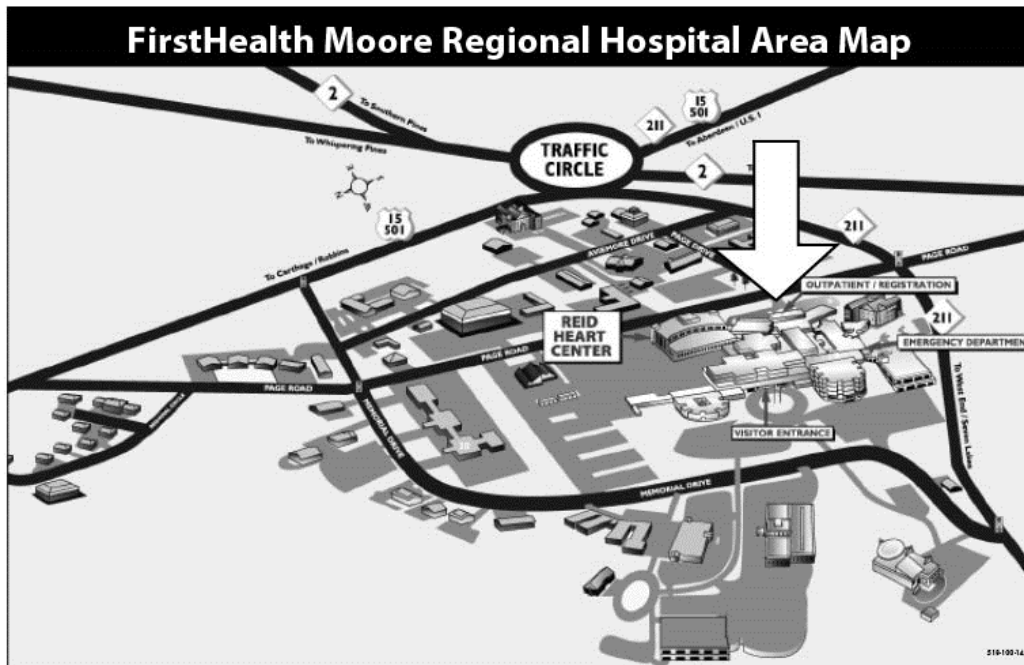 FirstHealth Moore Regional Hospital Area Map
2
To Southern Pines
To Whispering Pines
15
501
211
To Aberdeen / U.S. 1
TRAFFIC
CIRCLE
2
15
501
To Carthage / Robbins
AVIEMORE DRIVE
PAGE DRIVE
211
PAGE ROAD
OUTPATIENT / REGISTRATION
211
REID
HEART
CENTER
PAGE ROAD
EMERGENCY DEPARTMEN
To West End / Seven Lakes
PAGE ROAD
MEMORIAL DRIVE
VISITOR ENTRANCE
MEMORIAL DRIVE